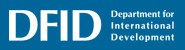 DFID Department for
International
Development